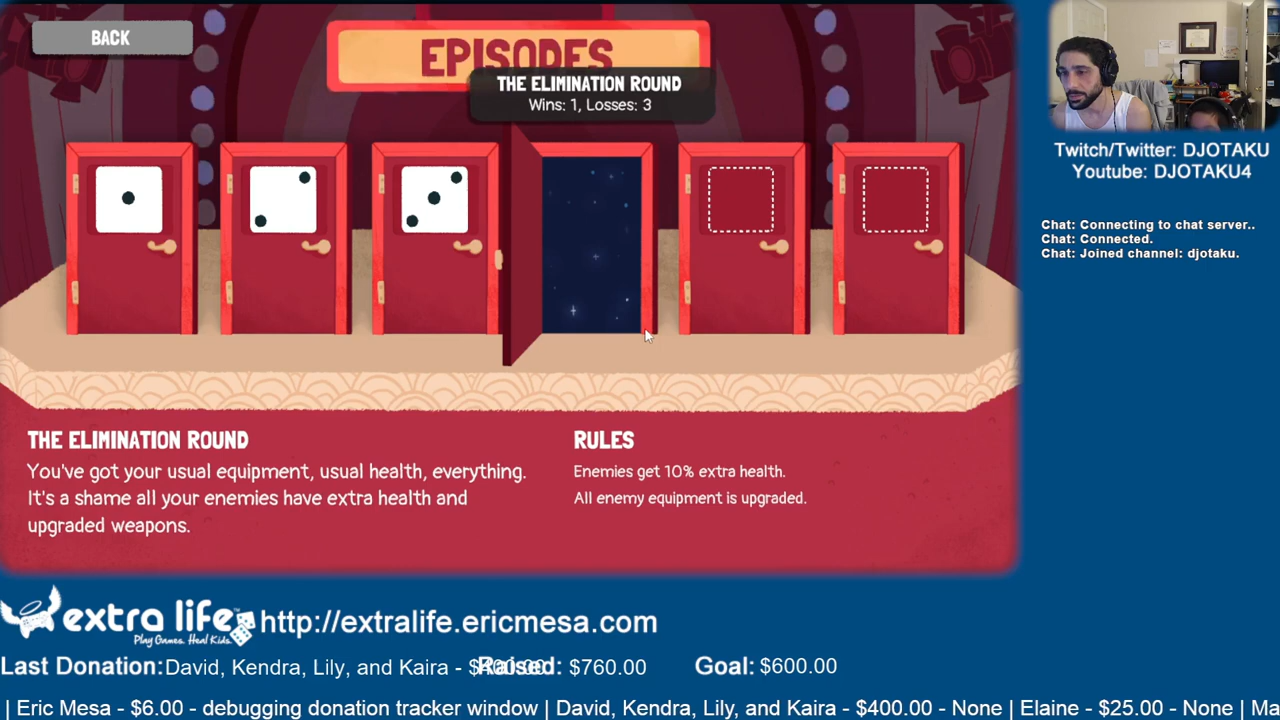 BACK
EPISODES
THE ELIMINATION ROUND
Wins: 1, Losses: 3
Twitch/Twitter: DJOTAKU
Youtube: DJOTAKU4
Chat: Connecting to chat server..
Chat: Connected.
Chat: Joined channel: djotaku.
THE ELIMINATION ROUND
You've got your usual equipment, usual health, everything.
It's a shame all your enemies have extra health and
upgraded weapons.
RULES
Enemies get 10% extra health.
All enemy equipment is upgraded.
extra life
Play Games. Heal Kids.
http://extralife.ericmesa.com
Last Donation: David, Kendra, Lily, and Kaira - $400.00 Raised: $760.00 Goal: $600.00
| Eric Mesa - $6.00 - debugging donation tracker window | David, Kendra, Lily, and Kaira - $400.00 - None | Elaine - $25.00 - None | Ma